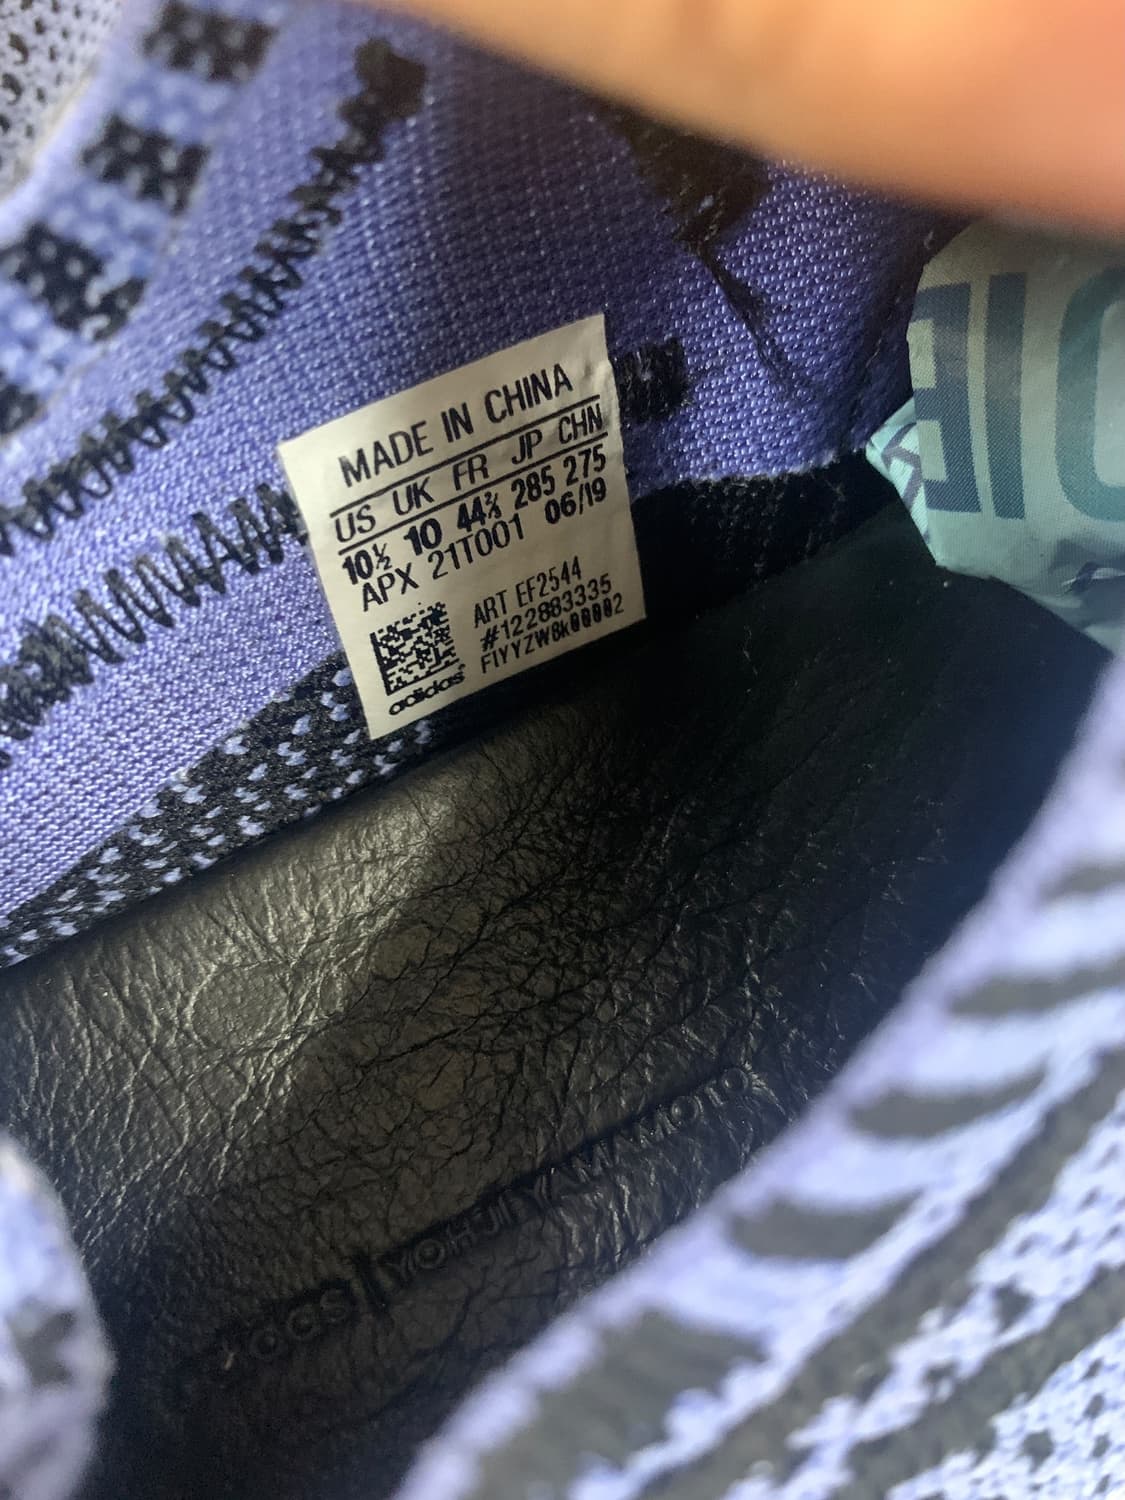 MADE IN CHINA
US UK FR JP CHN
10½ 10 44⅔ 285 275
APX 21T001 06/19
ART EF2544
#122883335
FIYYZW8k00002
adidas
YOHJI YAMAMOTO